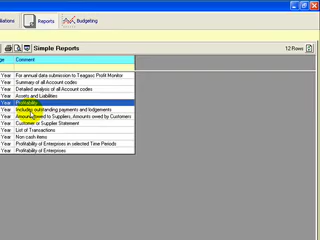 liations Reports Budgeting
Simple Reports 12 Rows
ge Comment
Year For annual data submission to Teagasc Profit Monitor
Year Summary of all Account codes
Year Detailed analysis of all Account codes
Year Assets and Liabilities
Year Profitability
Year Includes outstanding payments and lodgements
Year Amounts owed to Suppliers, Amounts owed by Customers
Year Customer or Supplier Statement
Year List of Transactions
Year Non cash items
Year Profitability of Enterprises in selected Time Periods
Year Profitability of Enterprises